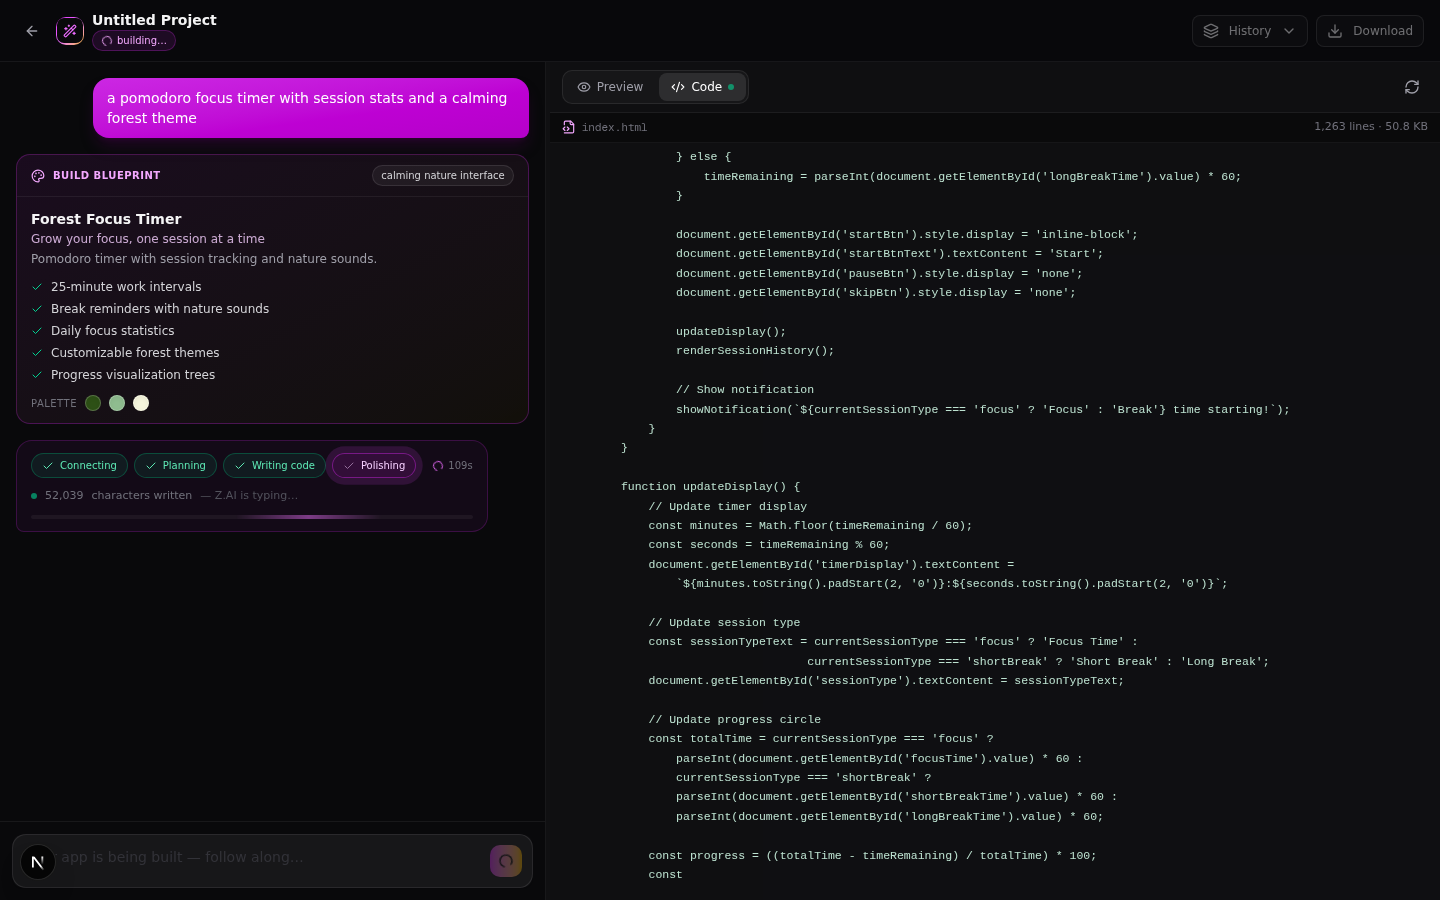 Untitled Project
building...
History
Download
a pomodoro focus timer with session stats and a calming
forest theme
BUILD BLUEPRINT
calming nature interface
Forest Focus Timer
Grow your focus, one session at a time
Pomodoro timer with session tracking and nature sounds.
25-minute work intervals
Break reminders with nature sounds
Daily focus statistics
Customizable forest themes
Progress visualization trees
PALETTE
Connecting
Planning
Writing code
Polishing
109s
52,039 characters written — Z.AI is typing...
N
app is being built — follow along...
Preview
Code
index.html
1,263 lines · 50.8 KB
} else {
timeRemaining = parseInt(document.getElementById('longBreakTime').value) * 60;
}
document.getElementById('startBtn').style.display = 'inline-block';
document.getElementById('startBtnText').textContent = 'Start';
document.getElementById('pauseBtn').style.display = 'none';
document.getElementById('skipBtn').style.display = 'none';
updateDisplay();
renderSessionHistory();
// Show notification
showNotification(`${currentSessionType === 'focus' ? 'Focus' : 'Break'} time starting!`);
}
}
function updateDisplay() {
// Update timer display
const minutes = Math.floor(timeRemaining / 60);
const seconds = timeRemaining % 60;
document.getElementById('timerDisplay').textContent =
`${minutes.toString().padStart(2, '0')}:${seconds.toString().padStart(2, '0')}`;
// Update session type
const sessionTypeText = currentSessionType === 'focus' ? 'Focus Time' :
currentSessionType === 'shortBreak' ? 'Short Break' : 'Long Break';
document.getElementById('sessionType').textContent = sessionTypeText;
// Update progress circle
const totalTime = currentSessionType === 'focus' ?
parseInt(document.getElementById('focusTime').value) * 60 :
currentSessionType === 'shortBreak' ?
parseInt(document.getElementById('shortBreakTime').value) * 60 :
parseInt(document.getElementById('longBreakTime').value) * 60;
const progress = ((totalTime - timeRemaining) / totalTime) * 100;
const